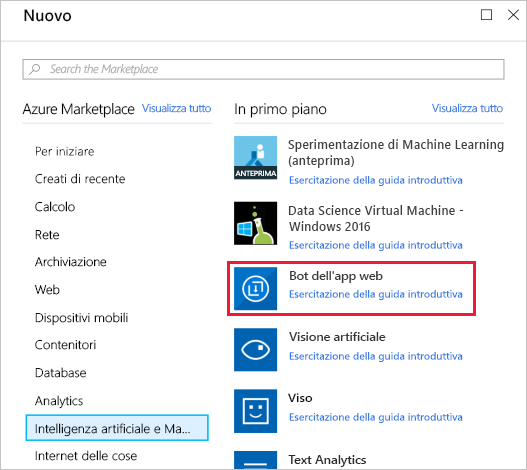 Nuovo
Search the Marketplace
Azure Marketplace
Visualizza tutto
Per iniziare
Creati di recente
Calcolo
Rete
Archiviazione
Web
Dispositivi mobili
Contenitori
Database
Analytics
Intelligenza artificiale e Ma...
Internet delle cose
In primo piano
Visualizza tutto
ANTEPRIMA
Sperimentazione di Machine Learning
(anteprima)
Esercitazione della guida introduttiva
Data Science Virtual Machine -
Windows 2016
Esercitazione della guida introduttiva
Bot dell'app web
Esercitazione della guida introduttiva
Visione artificiale
Esercitazione della guida introduttiva
Viso
Esercitazione della guida introduttiva
Text Analytics